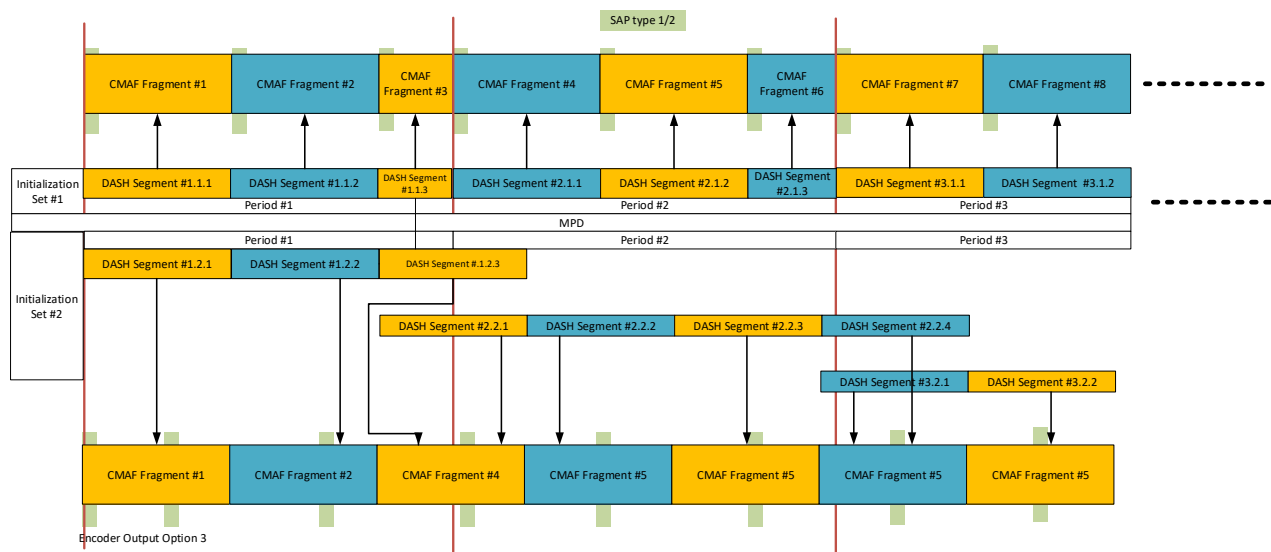 SAP type 1/2
CMAF Fragment #1
CMAF Fragment #2
CMAF
Fragment #3
CMAF Fragment #4
CMAF Fragment #5
CMAF
Fragment #6
CMAF Fragment #7
CMAF Fragment #8
Initialization
Set #1
DASH Segment #1.1.1
DASH Segment #1.1.2
DASH Segment
#1.1.3
DASH Segment #2.1.1
DASH Segment #2.1.2
DASH Segment
#2.1.3
DASH Segment #3.1.1
DASH Segment #3.1.2
Period #1
Period #2
Period #3
MPD
Period #1
Period #2
Period #3
Initialization
Set #2
DASH Segment #1.2.1
DASH Segment #1.2.2
DASH Segment #.1.2.3
DASH Segment #2.2.1
DASH Segment #2.2.2
DASH Segment #2.2.3
DASH Segment #2.2.4
DASH Segment #3.2.1
DASH Segment #3.2.2
CMAF Fragment #1
CMAF Fragment #2
CMAF Fragment #4
CMAF Fragment #5
CMAF Fragment #5
CMAF Fragment #5
CMAF Fragment #5
Encoder Output Option 3